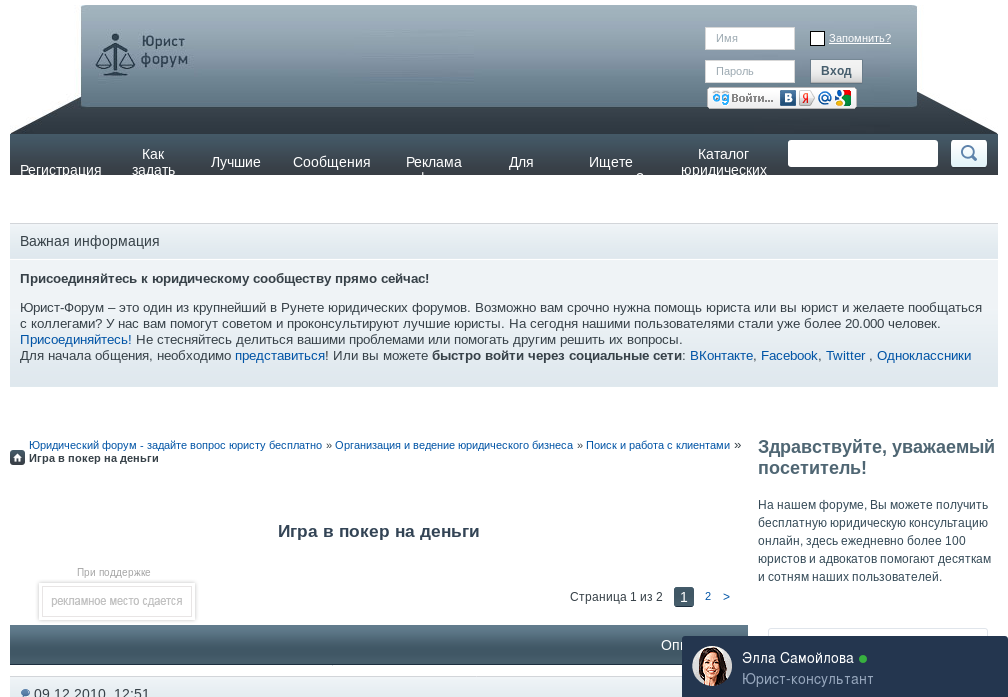 Юрист
форум
Имя
Запомнить?
Пароль
Вход
Войти...
Регистрация
Как
задать
Лучшие
Сообщения
Реклама
Для
Ищете
Каталог
юридических
Важная информация
Присоединяйтесь к юридическому сообществу прямо сейчас!
Юрист-Форум – это один из крупнейший в Рунете юридических форумов. Возможно вам срочно нужна помощь юриста или вы юрист и желаете пообщаться
с коллегами? У нас вам помогут советом и проконсультируют лучшие юристы. На сегодня нашими пользователями стали уже более 20.000 человек.
Присоединяйтесь! Не стесняйтесь делиться вашими проблемами или помогать другим решить их вопросы.
Для начала общения, необходимо представиться! Или вы можете быстро войти через социальные сети: ВКонтакте, Facebook, Twitter , Одноклассники
Юридический форум - задайте вопрос юристу бесплатно » Организация и ведение юридического бизнеса » Поиск и работа с клиентами »
Игра в покер на деньги
Здравствуйте, уважаемый
посетитель!
На нашем форуме, Вы можете получить
бесплатную юридическую консультацию
онлайн, здесь ежедневно более 100
юристов и адвокатов помогают десяткам
и сотням наших пользователей.
Игра в покер на деньги
При поддержке
рекламное место сдается
Страница 1 из 2 1 2 >
Элла Самойлова
Юрист-консультант
09.12.2010, 12:51